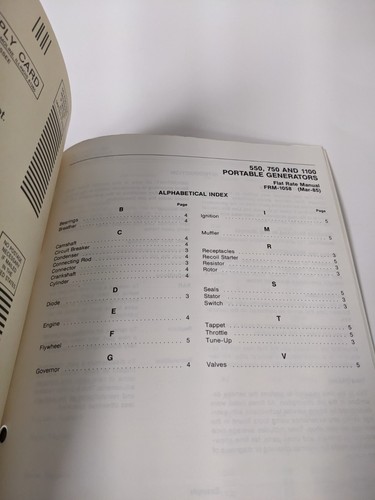 PLY CARD
550, 750 AND 1100
PORTABLE GENERATORS
Flat Rate Manual
FRM-1058 (Mar-85)
ALPHABETICAL INDEX
Page
B
Bearings 4
Breather 4
C
Camshaft 4
Circuit Breaker 4
Condenser 3
Connecting Rod 4
Connector 4
Crankshaft 4
Cylinder 4
D
Diode 3
E
Engine 4
F
Flywheel 5
G
Governor 4
Page
I
Ignition 5
M
Muffler 5
R
Receptacles 3
Recoil Starter 5
Resistor 3
Rotor 3
S
Seals 5
Stator 3
Switch 3
T
Tappet 5
Throttle 5
Tune-Up 3
V
Valves 5